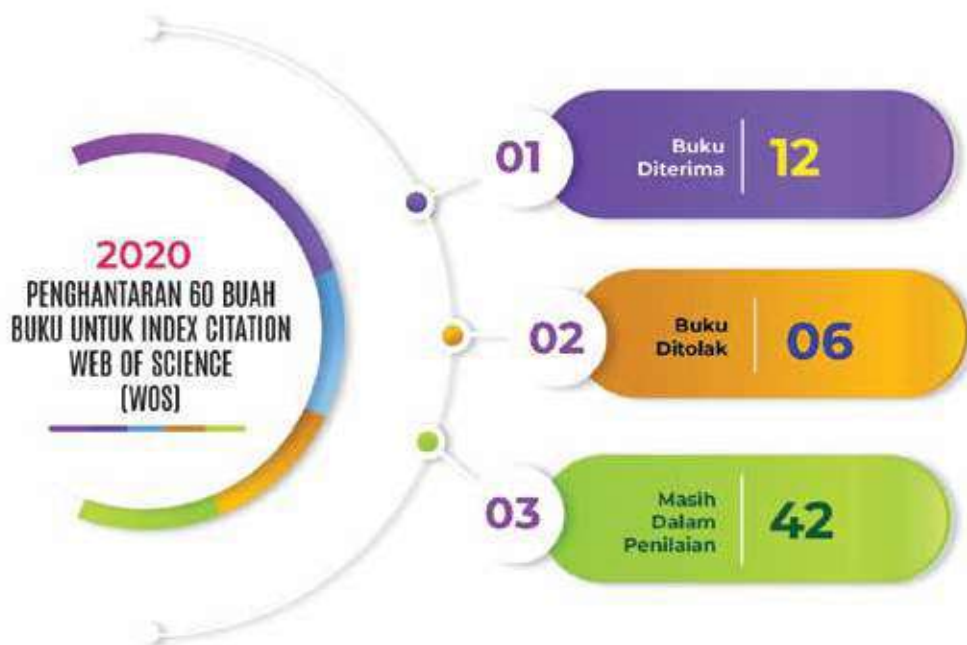 2020
PENGHANTARAN 60 BUAH
BUKU UNTUK INDEX CITATION
WEB OF SCIENCE
(WOS)
01
Buku
Diterima
12
02
Buku
Ditolak
06
03
Masih
Dalam
Penilaian
42